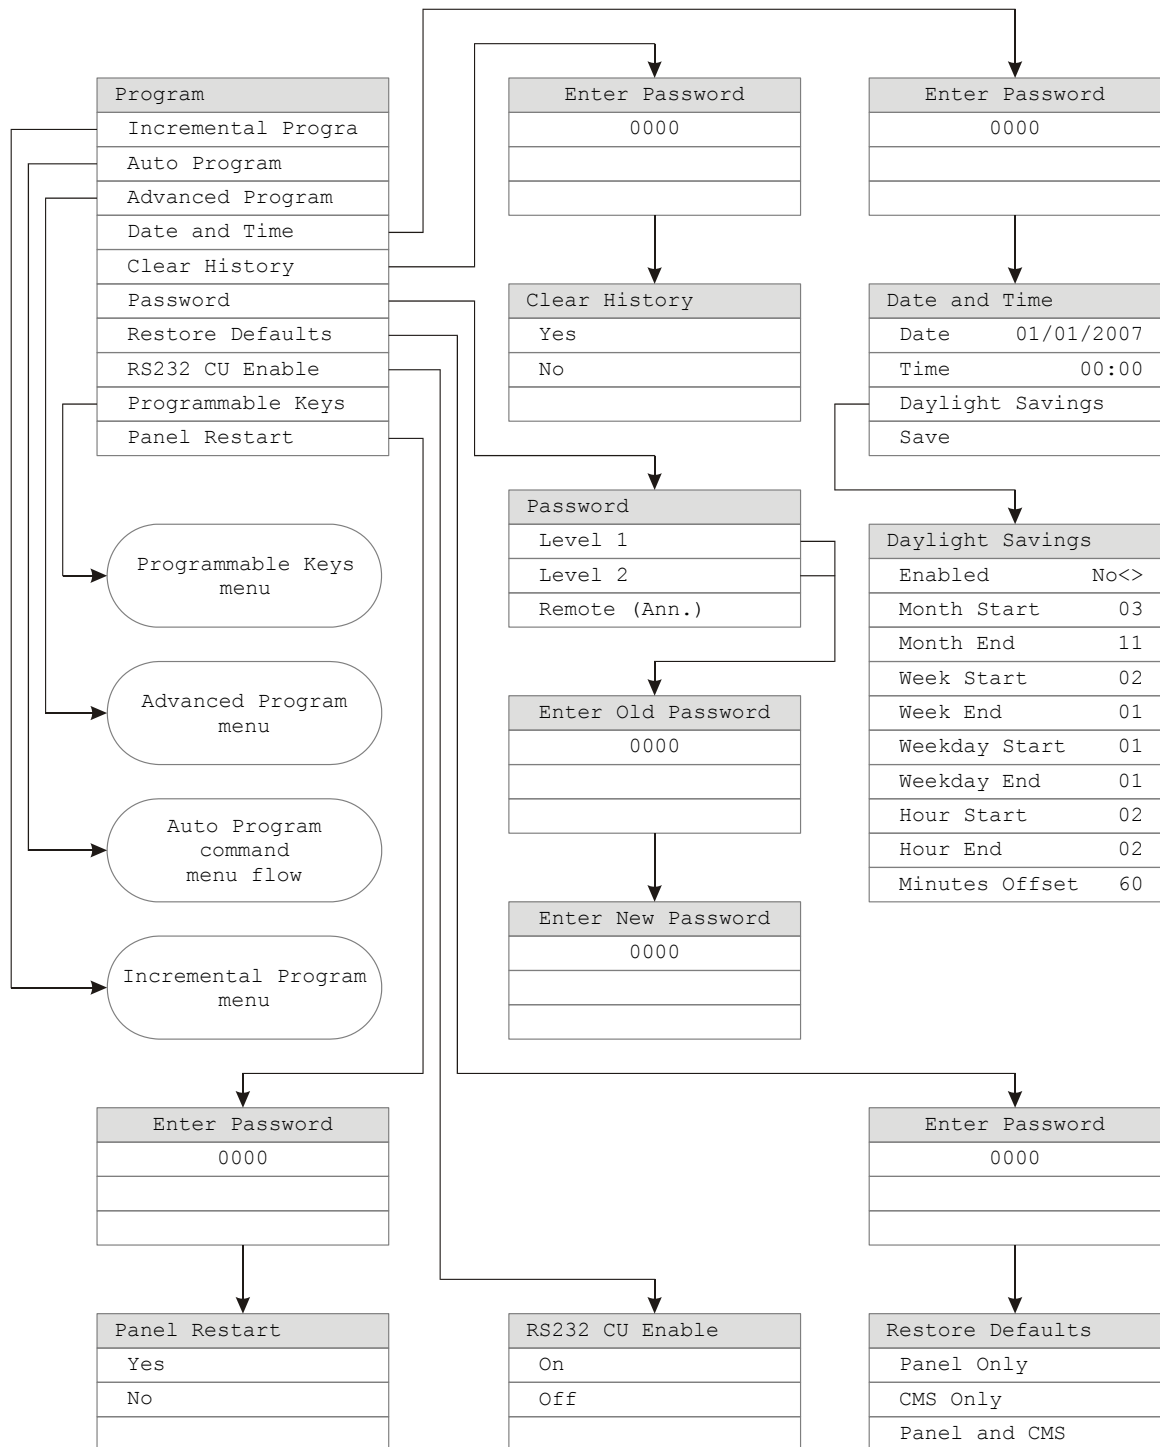 Program
Incremental Progra
Auto Program
Advanced Program
Date and Time
Clear History
Password
Restore Defaults
RS232 CU Enable
Programmable Keys
Panel Restart
Enter Password
0000
Enter Password
0000
Clear History
Yes
No
Date and Time
Date 01/01/2007
Time 00:00
Daylight Savings
Save
Password
Level 1
Level 2
Remote (Ann.)
Daylight Savings
Enabled No<>
Month Start 03
Month End 11
Week Start 02
Week End 01
Weekday Start 01
Weekday End 01
Hour Start 02
Hour End 02
Minutes Offset 60
Programmable Keys
menu
Advanced Program
menu
Auto Program
command
menu flow
Incremental Program
menu
Enter Old Password
0000
Enter New Password
0000
Enter Password
0000
Enter Password
0000
Panel Restart
Yes
No
RS232 CU Enable
On
Off
Restore Defaults
Panel Only
CMS Only
Panel and CMS